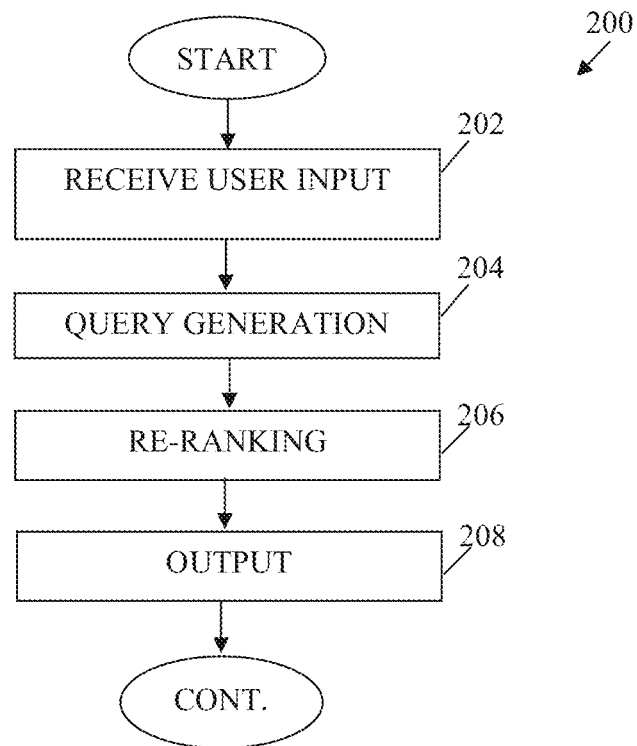 200
START
202
RECEIVE USER INPUT
204
QUERY GENERATION
206
RE-RANKING
208
OUTPUT
CONT.